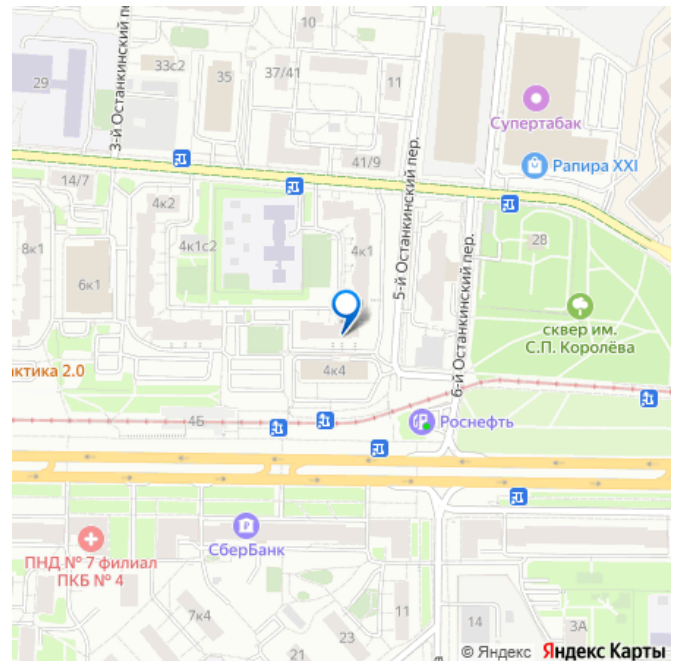 10
33с2
35
37/41
11
29
3-й Останкинский п
5-й Останкинский пер.
Супертабак
41/9
Рапира XXI
14/7
4к2
8к1
4к1с2
4к1
28
6к1
6-й Останкинский пер.
сквер им.
С.П. Королёва
ктика 2.0
4к4
4Б
Роснефть
СберБанк
ПНД № 7 филиал
ПКБ № 4
7к4
11
14
3А
23
21
© Яндекс Яндекс Карты